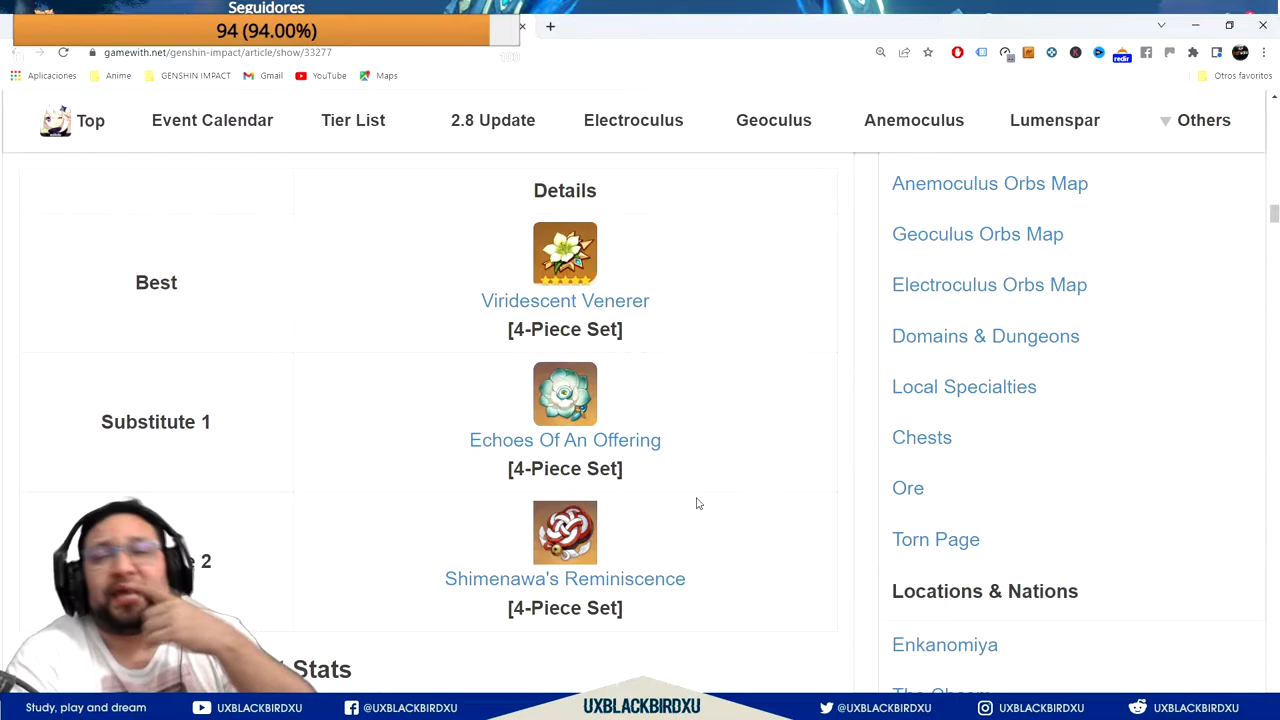 Seguidores
94 (94.00%)
gamewith.net/genshin-impact/article/show/33277
redir
Aplicaciones Anime GENSHIN IMPACT Gmail YouTube Maps Otros favoritos
Top Event Calendar Tier List 2.8 Update Electroculus Geoculus Anemoculus Lumenspar Others
Details
Best
Viridescent Venerer
[4-Piece Set]
Substitute 1
Echoes Of An Offering
[4-Piece Set]
2
Shimenawa's Reminiscence
[4-Piece Set]
Stats
Anemoculus Orbs Map
Geoculus Orbs Map
Electroculus Orbs Map
Domains & Dungeons
Local Specialties
Chests
Ore
Torn Page
Locations & Nations
Enkanomiya
Study, play and dream UXBLACKBIRDXU @UXBLACKBIRDXU UXBLACKBIRDXU @UXBLACKBIRDXU UXBLACKBIRDXU UXBLACKBIRDXU